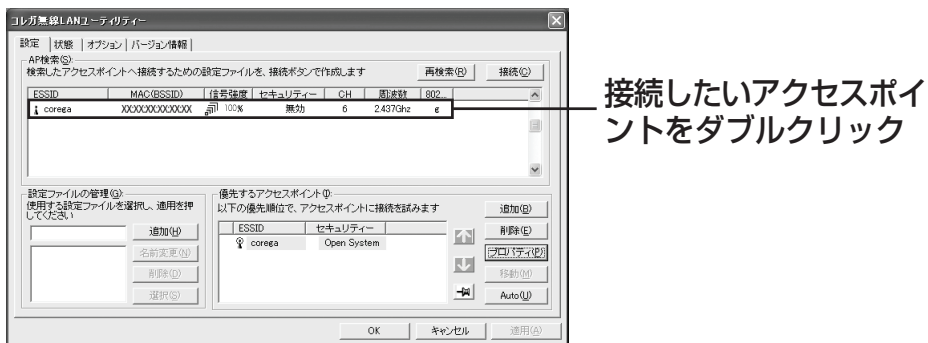 コレガ無線LANユーティリティー
設定 状態 オプション バージョン情報
AP検索(S):
検索したアクセスポイントへ接続するための設定ファイルを、接続ボタンで作成します 再検索(R) 接続(C)
ESSID MAC(BSSID) 信号強度 セキュリティー CH 周波数 802...
corega XX:XX:XX:XX:XX:XX 100% 無効 6 2.437Ghz g
接続したいアクセスポイ
ントをダブルクリック
設定ファイルの管理(G):
使用する設定ファイルを選択し、適用を押
してください
追加(H)
名前変更(N)
削除(D)
選択(S)
優先するアクセスポイント(I):
以下の優先順位で、アクセスポイントに接続を試みます
ESSID セキュリティー
corega Open System
追加(B)
削除(E)
プロパティ(P)
移動(M)
Auto(U)
OK キャンセル 適用(A)